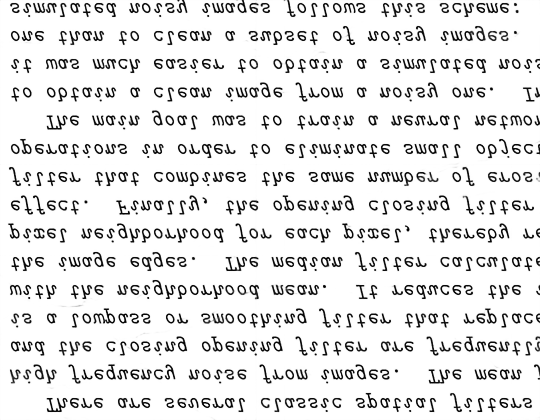 There are several classic spatial filters
high frequency noise from images. The mean f
and the closing opening filter are frequently
is a lowpass or smoothing filter that replace
with the neighborhood mean. It reduces the i
the image edges. The median filter calculate
pixel neighborhood for each pixel, thereby re
effect. Finally, the opening closing filter
filter that combines the same number of erosi
operations in order to eliminate small object
The main goal was to train a neural networ
to obtain a clean image from a noisy one. In
it was much easier to obtain a simulated nois
one than to clean a subset of noisy images.
simulated noisy images follows this scheme: